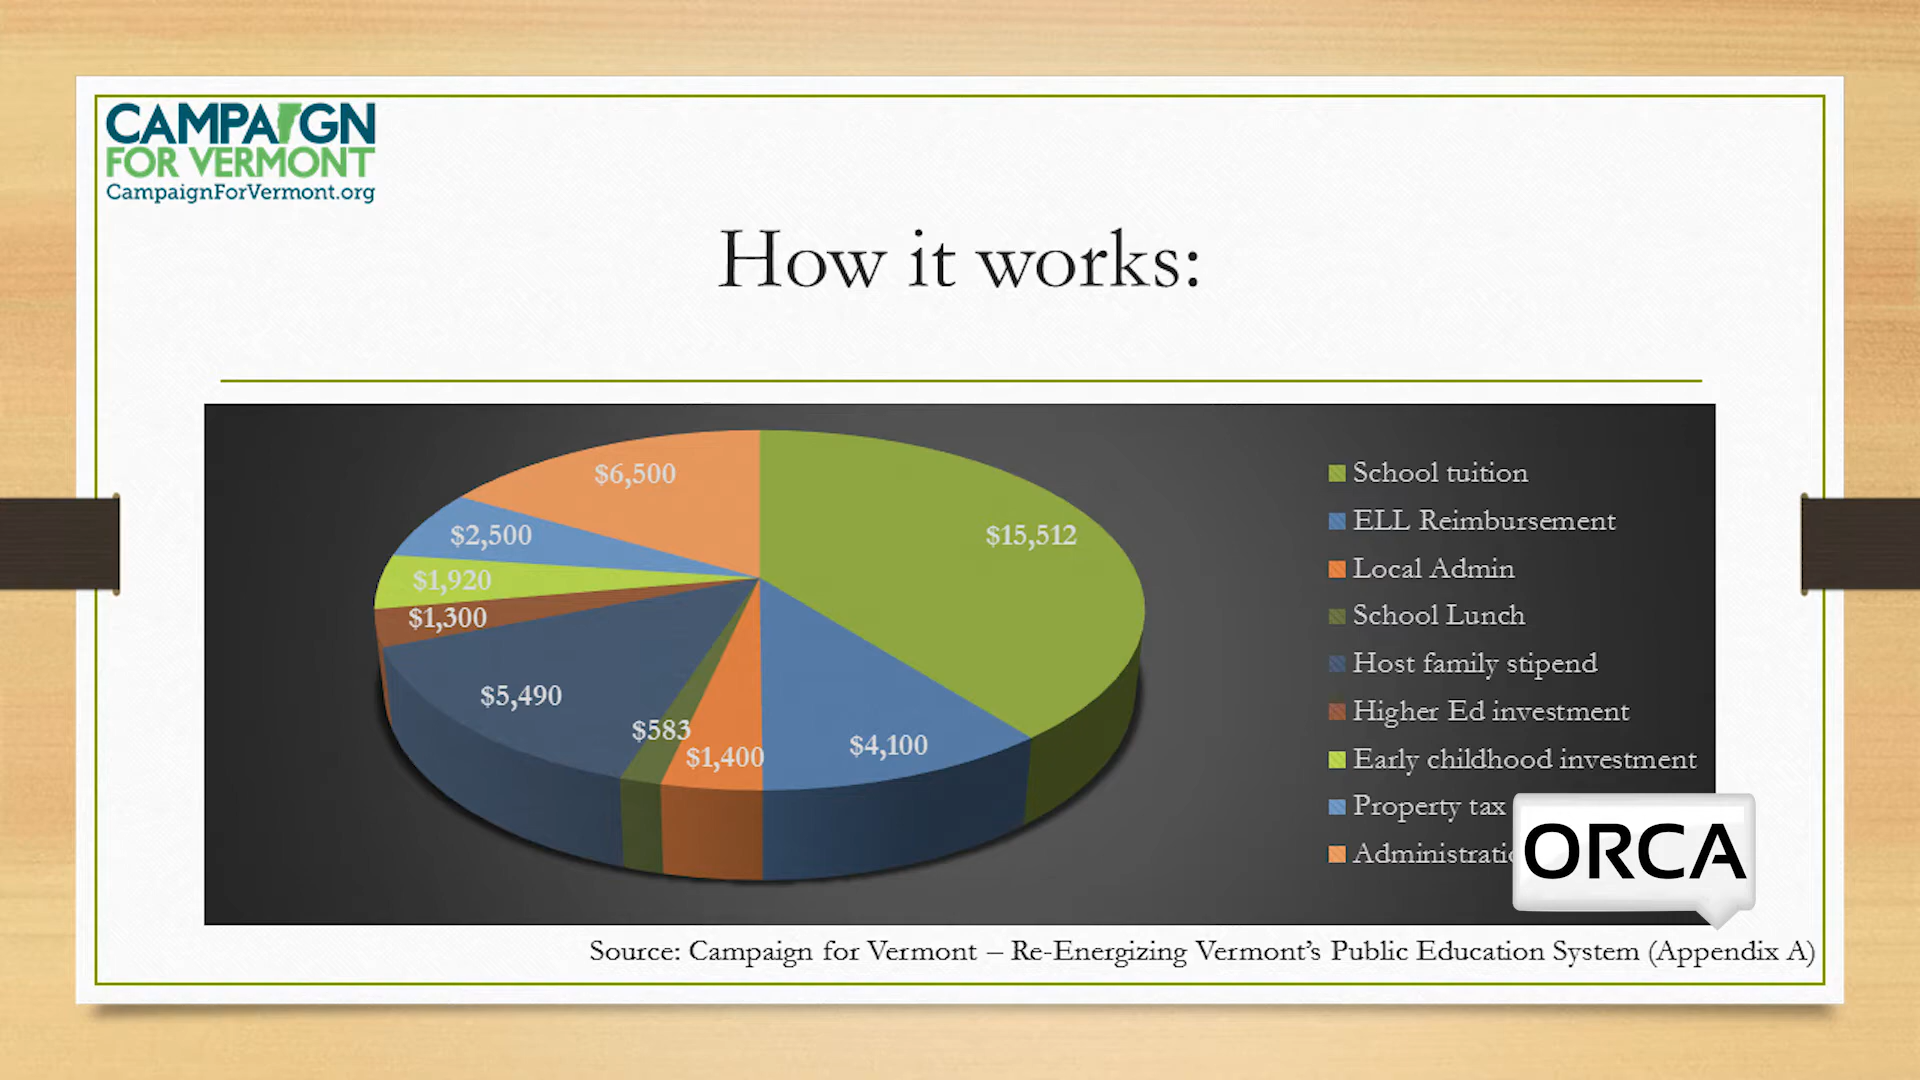 CAMPAIGN
FOR VERMONT
CampaignForVermont.org
How it works:
$6,500
$15,512
$2,500
$1,920
$1,300
$5,490
$583
$1,400
$4,100
School tuition
ELL Reimbursement
Local Admin
School Lunch
Host family stipend
Higher Ed investment
Early childhood investment
Property tax
ORCA
Source: Campaign for Vermont – Re-Energizing Vermont's Public Education System (Appendix A)